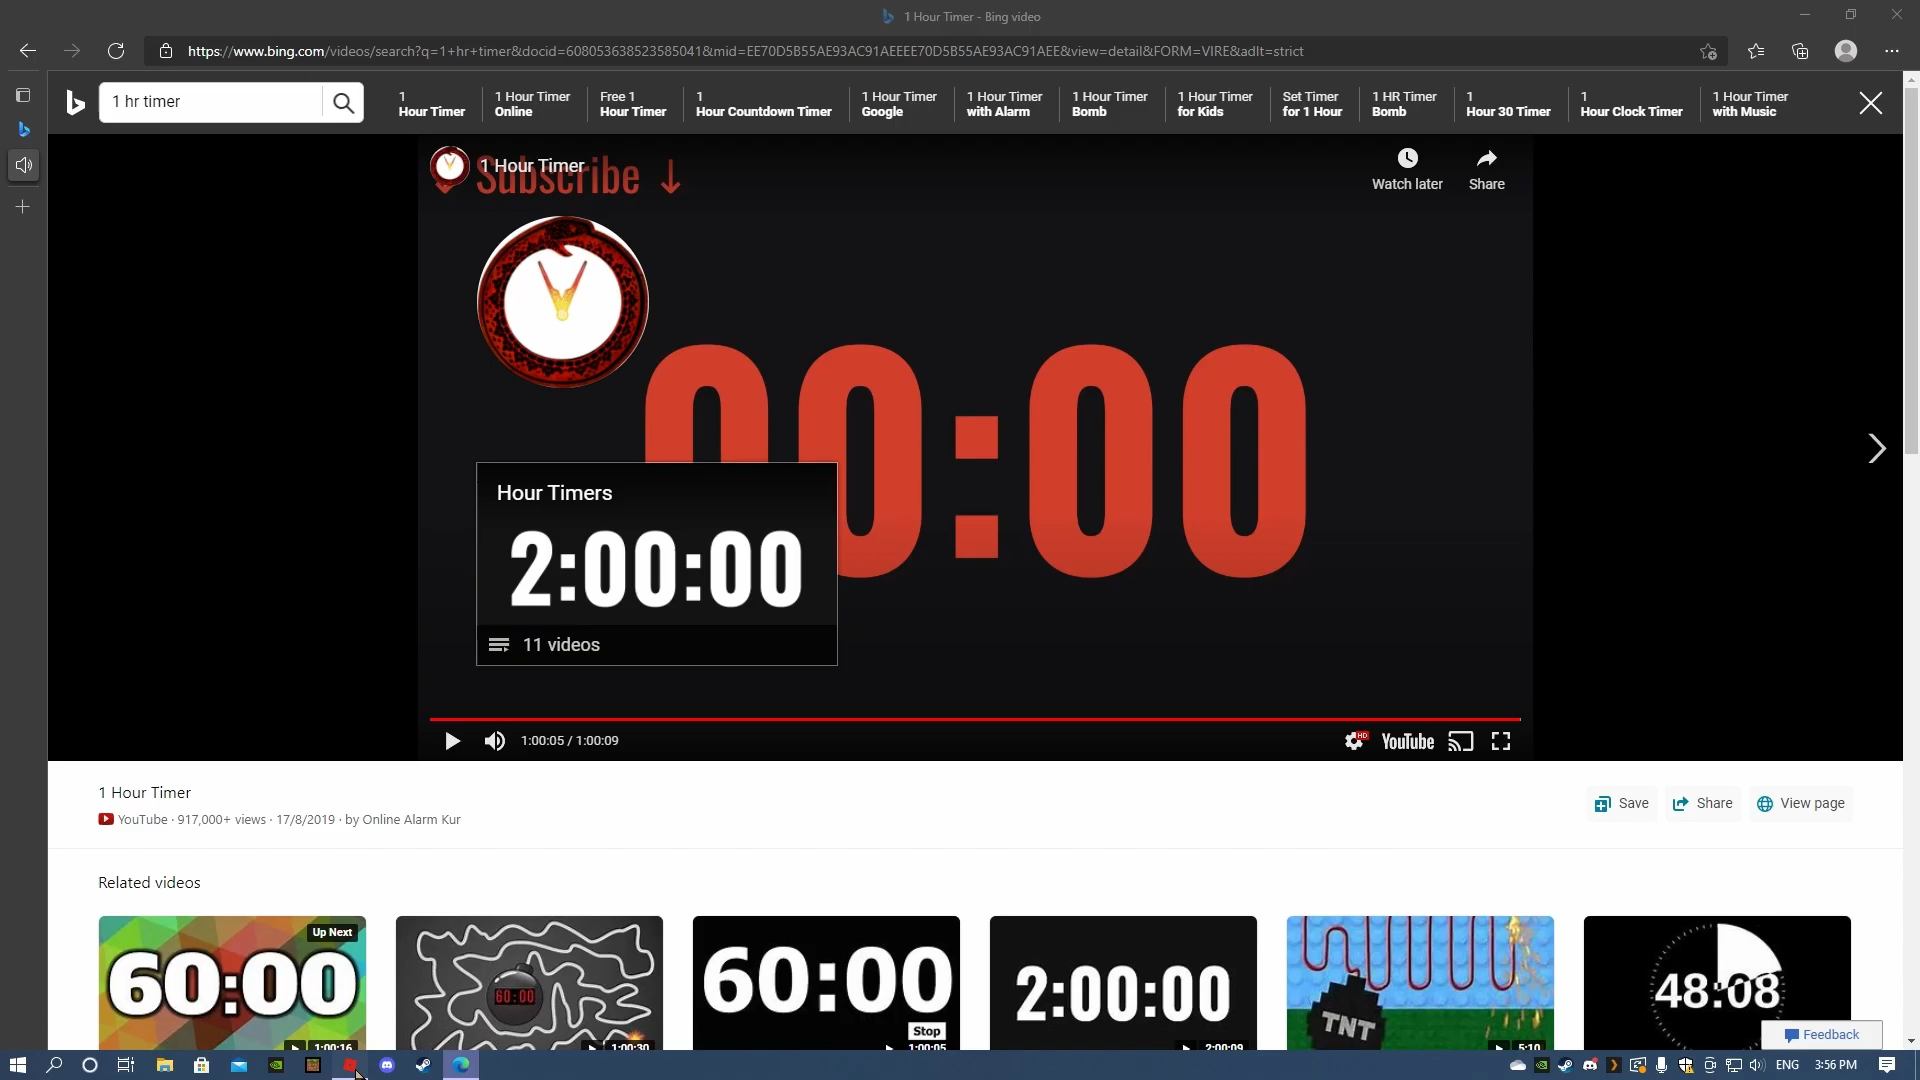 1 Hour Timer - Bing video
https://www.bing.com/videos/search?q=1+hr+timer&docid=608053638523585041&mid=EE70D5B55AE93AC91AEEEE70D5B55AE93AC91AEE&view=detail&FORM=VIRE&adlt=strict
1 hr timer
1
Hour Timer
1 Hour Timer
Online
Free 1
Hour Timer
1
Hour Countdown Timer
1 Hour Timer
Google
1 Hour Timer
with Alarm
1 Hour Timer
Bomb
1 Hour Timer
for Kids
Set Timer
for 1 Hour
1 HR Timer
Bomb
1
Hour 30 Timer
1
Hour Clock Timer
1 Hour Timer
with Music
1 Hour Timer
Subscribe ↓
Watch later
Share
00:00
Hour Timers
2:00:00
11 videos
1:00:05 / 1:00:09
HD
YouTube
1 Hour Timer
YouTube · 917,000+ views · 17/8/2019 · by Online Alarm Kur
Save
Share
View page
Related videos
Up Next
60:00
1:00:16
60:00
1:00:30
60:00
Stop
1:00:05
2:00:00
2:00:09
TNT
5:10
48:08
Feedback
ENG
3:56 PM